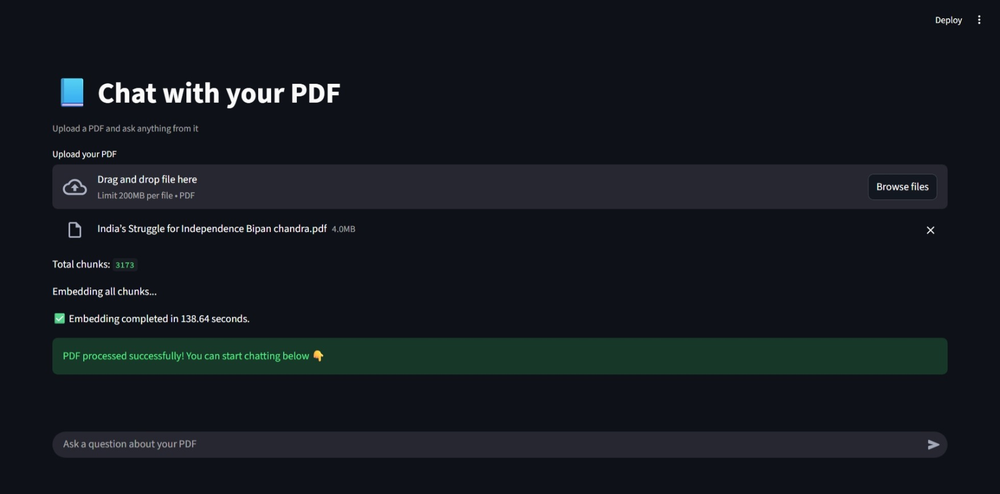 Deploy
Chat with your PDF
Upload a PDF and ask anything from it
Upload your PDF
Drag and drop file here
Limit 200MB per file • PDF
Browse files
India’s Struggle for Independence Bipan chandra.pdf 4.0MB
Total chunks: 3173
Embedding all chunks...
✅ Embedding completed in 138.64 seconds.
PDF processed successfully! You can start chatting below 👇
Ask a question about your PDF